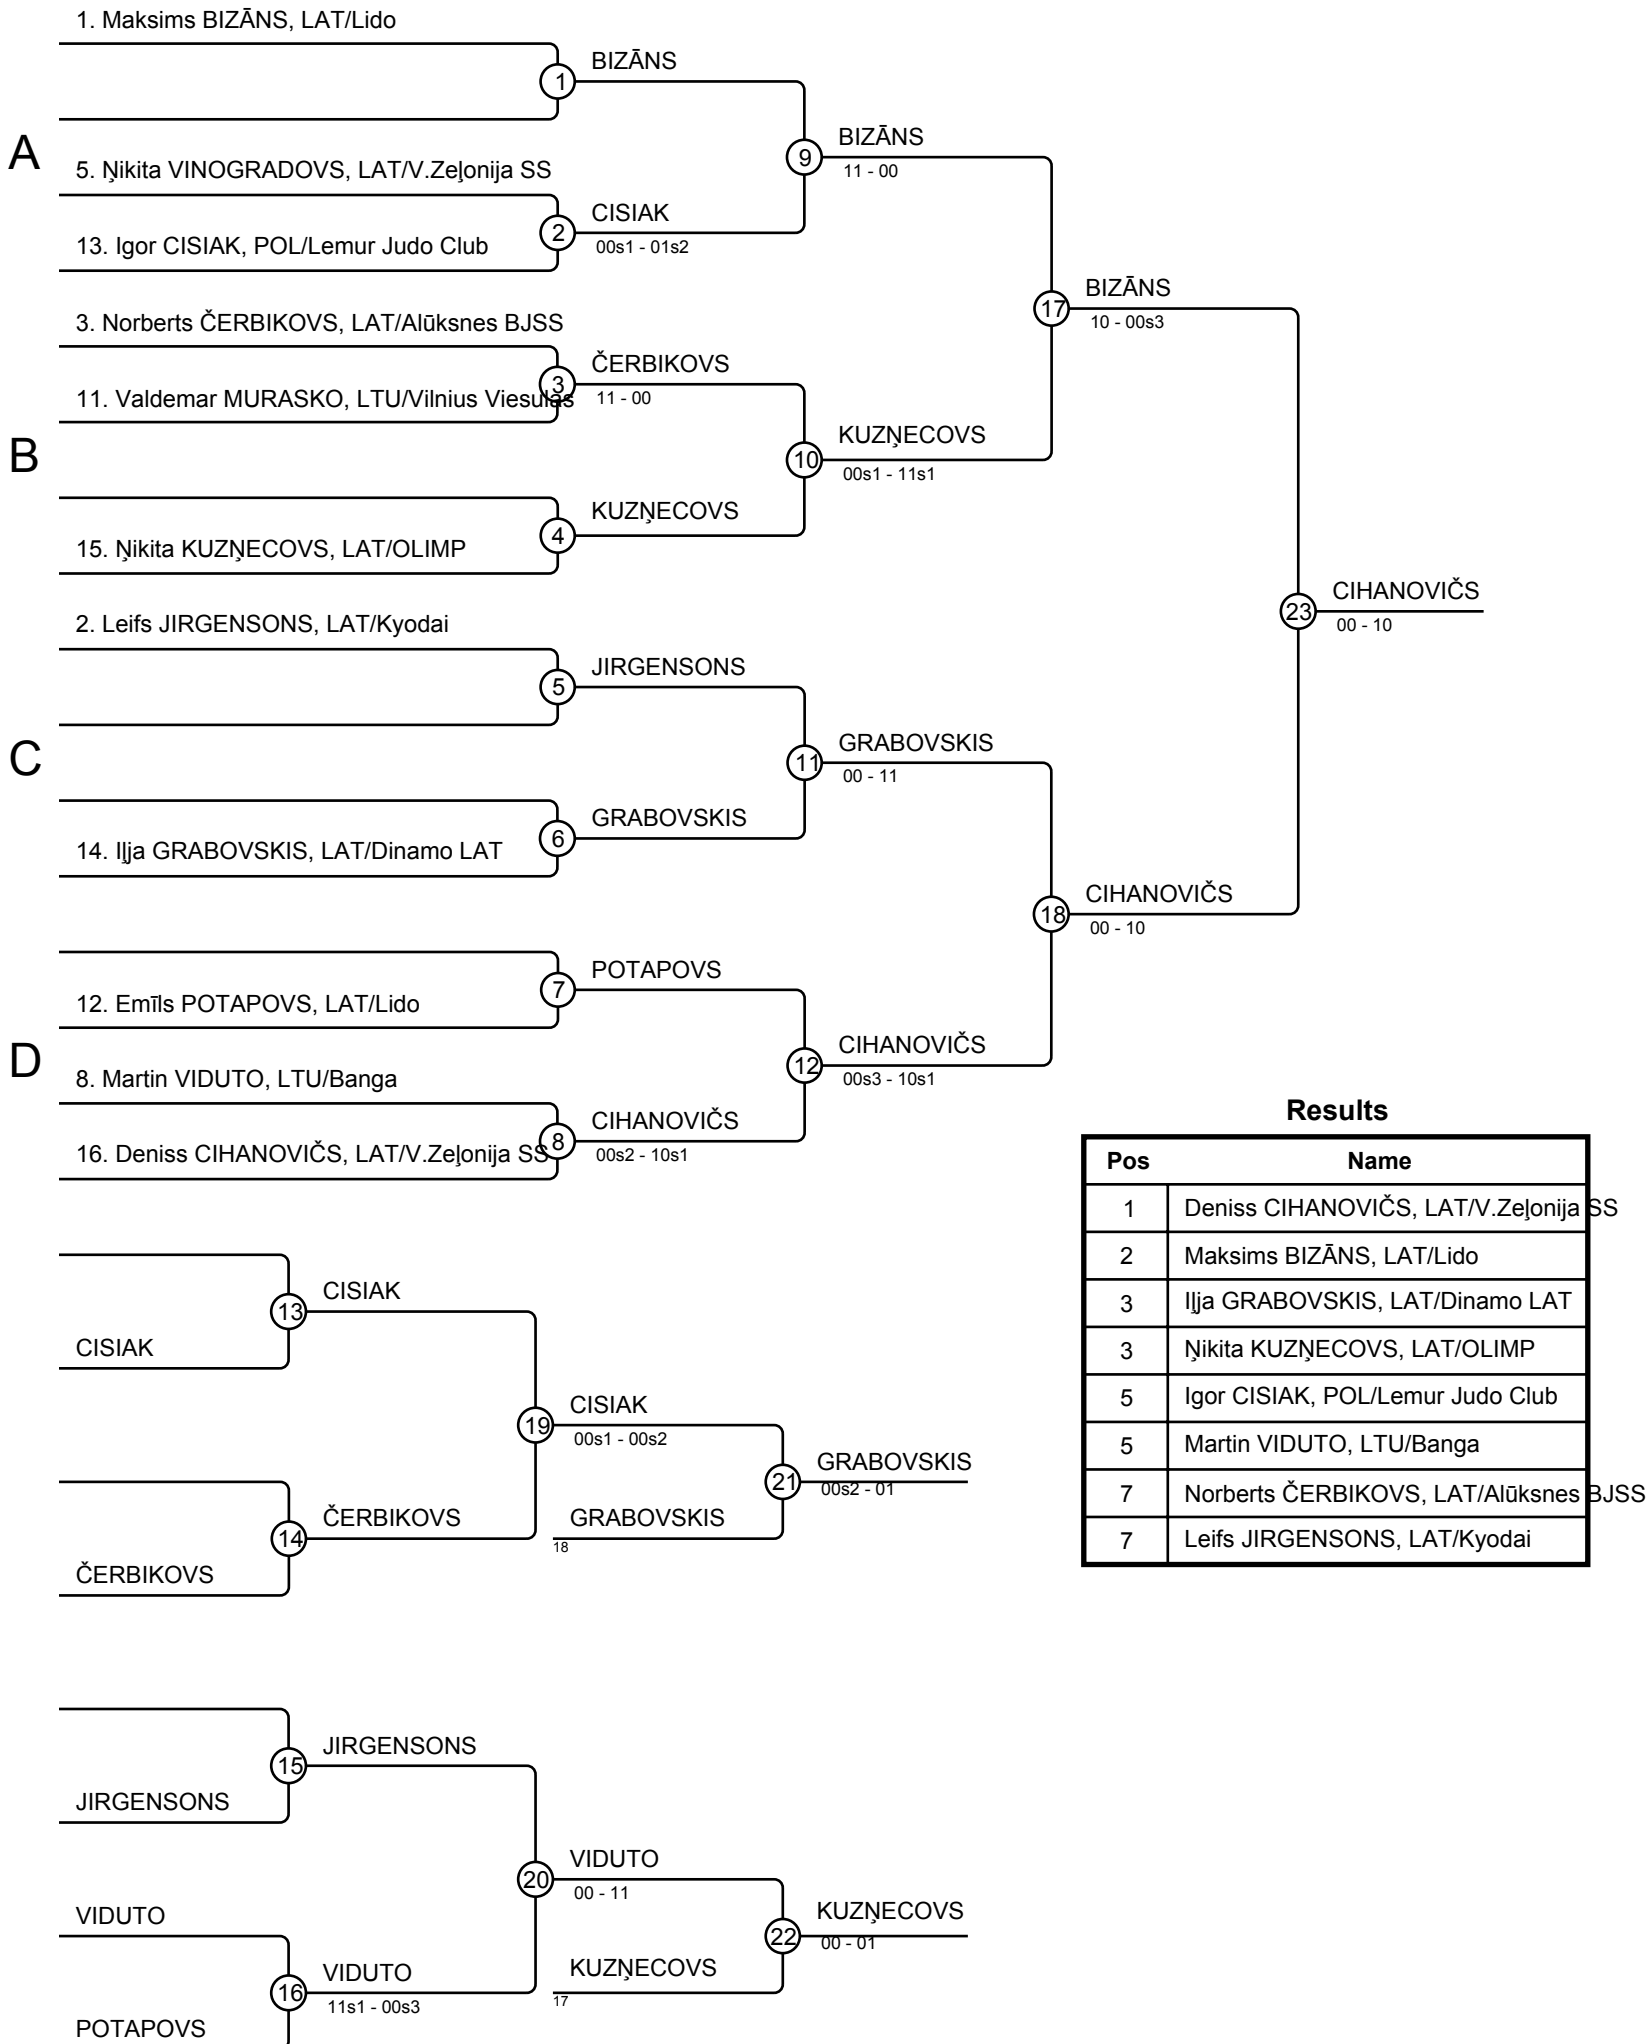 1. Maksims BIZĀNS, LAT/Lido
BIZĀNS
1
BIZĀNS
11 - 00
9
A
5. Ņikita VINOGRADOVS, LAT/V.Zeļonija SS
CISIAK
00s1 - 01s2
2
13. Igor CISIAK, POL/Lemur Judo Club
BIZĀNS
10 - 00s3
17
3. Norberts ČERBIKOVS, LAT/Alūksnes BJSS
ČERBIKOVS
11 - 00
3
11. Valdemar MURASKO, LTU/Vilnius Viesulas
KUZŅECOVS
00s1 - 11s1
10
B
KUZŅECOVS
4
15. Ņikita KUZŅECOVS, LAT/OLIMP
CIHANOVIČS
00 - 10
23
2. Leifs JIRGENSONS, LAT/Kyodai
JIRGENSONS
5
GRABOVSKIS
00 - 11
11
C
GRABOVSKIS
6
14. Iļja GRABOVSKIS, LAT/Dinamo LAT
CIHANOVIČS
00 - 10
18
POTAPOVS
7
12. Emīls POTAPOVS, LAT/Lido
CIHANOVIČS
00s3 - 10s1
12
D
8. Martin VIDUTO, LTU/Banga
CIHANOVIČS
00s2 - 10s1
8
16. Deniss CIHANOVIČS, LAT/V.Zeļonija SS
Results
Pos Name
1 Deniss CIHANOVIČS, LAT/V.Zeļonija SS
2 Maksims BIZĀNS, LAT/Lido
3 Iļja GRABOVSKIS, LAT/Dinamo LAT
3 Ņikita KUZŅECOVS, LAT/OLIMP
5 Igor CISIAK, POL/Lemur Judo Club
5 Martin VIDUTO, LTU/Banga
7 Norberts ČERBIKOVS, LAT/Alūksnes BJSS
7 Leifs JIRGENSONS, LAT/Kyodai
CISIAK
13
CISIAK
CISIAK
00s1 - 00s2
19
GRABOVSKIS
00s2 - 01
21
ČERBIKOVS
14
GRABOVSKIS
18
ČERBIKOVS
JIRGENSONS
15
JIRGENSONS
VIDUTO
00 - 11
20
VIDUTO
KUZŅECOVS
00 - 01
22
VIDUTO
11s1 - 00s3
16
KUZŅECOVS
17
POTAPOVS